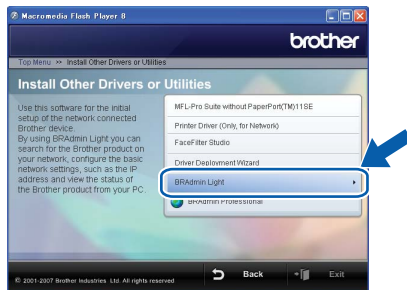 Macromedia Flash Player 8
brother
Top Menu >> Install Other Drivers or Utilities
Install Other Drivers or Utilities
Use this software for the initial
setup of the network connected
Brother device.
By using BRAdmin Light you can
search for the Brother product on
your network, configure the basic
network settings, such as the IP
address and view the status of
the Brother product from your PC.
MFL-Pro Suite without PaperPort(TM)11SE
Printer Driver (Only, for Network)
FaceFilter Studio
Driver Deployment Wizard
BRAdmin Light
BRAdmin Professional
© 2001-2007 Brother Industries Ltd. All rights reserved
Back
Exit